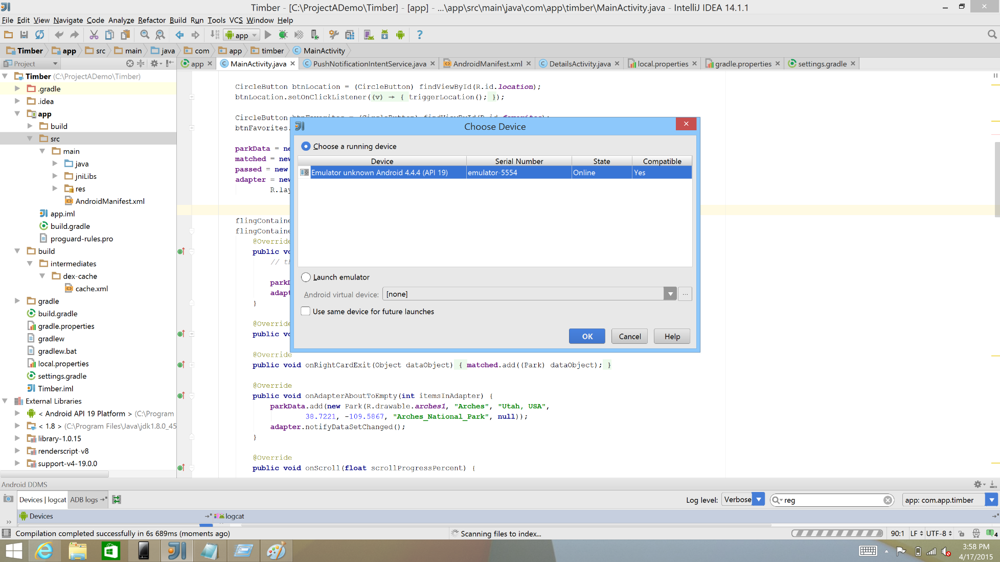 Timber - [C:\ProjectADemo\Timber] - [app] - ...\app\src\main\java\com\app\timber\MainActivity.java - IntelliJ IDEA 14.1.1
File Edit View Navigate Code Analyze Refactor Build Run Tools VCS Window Help
app
Timber app src main java com app timber MainActivity
Project
app MainActivity.java PushNotificationIntentService.java AndroidManifest.xml DetailsActivity.java local.properties gradle.properties settings.gradle
Timber (C:\ProjectADemo\Timber)
.gradle
.idea
app
build
src
main
java
jniLibs
res
AndroidManifest.xml
app.iml
build.gradle
proguard-rules.pro
build
intermediates
dex-cache
cache.xml
gradle
build.gradle
gradle.properties
gradlew
gradlew.bat
local.properties
settings.gradle
Timber.iml
External Libraries
< Android API 19 Platform > (C:\Program
< 1.8 > (C:\Program Files\Java\jdk1.8.0_45
library-1.0.15
renderscript-v8
support-v4-19.0.0
CircleButton btnLocation = (CircleButton) findViewById(R.id.location);
btnLocation.setOnClickListener((v) → { triggerLocation(); });
CircleButton btnFavorites = (CircleButton) findViewById(R.id.favorites);
btnFavorites.
parkData = ne
matched = new
passed = new
adapter = new
R.lay
flingContaine
flingContaine
@Override
public vo
// th
parkD
adapt
}
@Override
public vo
@Override
public void onRightCardExit(Object dataObject) { matched.add((Park) dataObject); }
@Override
public void onAdapterAboutToEmpty(int itemsInAdapter) {
parkData.add(new Park(R.drawable.arches1, "Arches", "Utah, USA",
38.7221, -109.5867, "Arches_National_Park", null));
adapter.notifyDataSetChanged();
}
@Override
public void onScroll(float scrollProgressPercent) {
Choose Device
Choose a running device
Device Serial Number State Compatible
Emulator unknown Android 4.4.4 (API 19) emulator-5554 Online Yes
Launch emulator
Android virtual device: [none] ...
Use same device for future launches
OK Cancel Help
Android DDMS
Devices | logcat ADB logs Log level: Verbose reg app: com.app.timber
Devices logcat
Compilation completed successfully in 6s 689ms (moments ago) Scanning files to index... 90:1 LF UTF-8 4
3:58 PM
4/17/2015